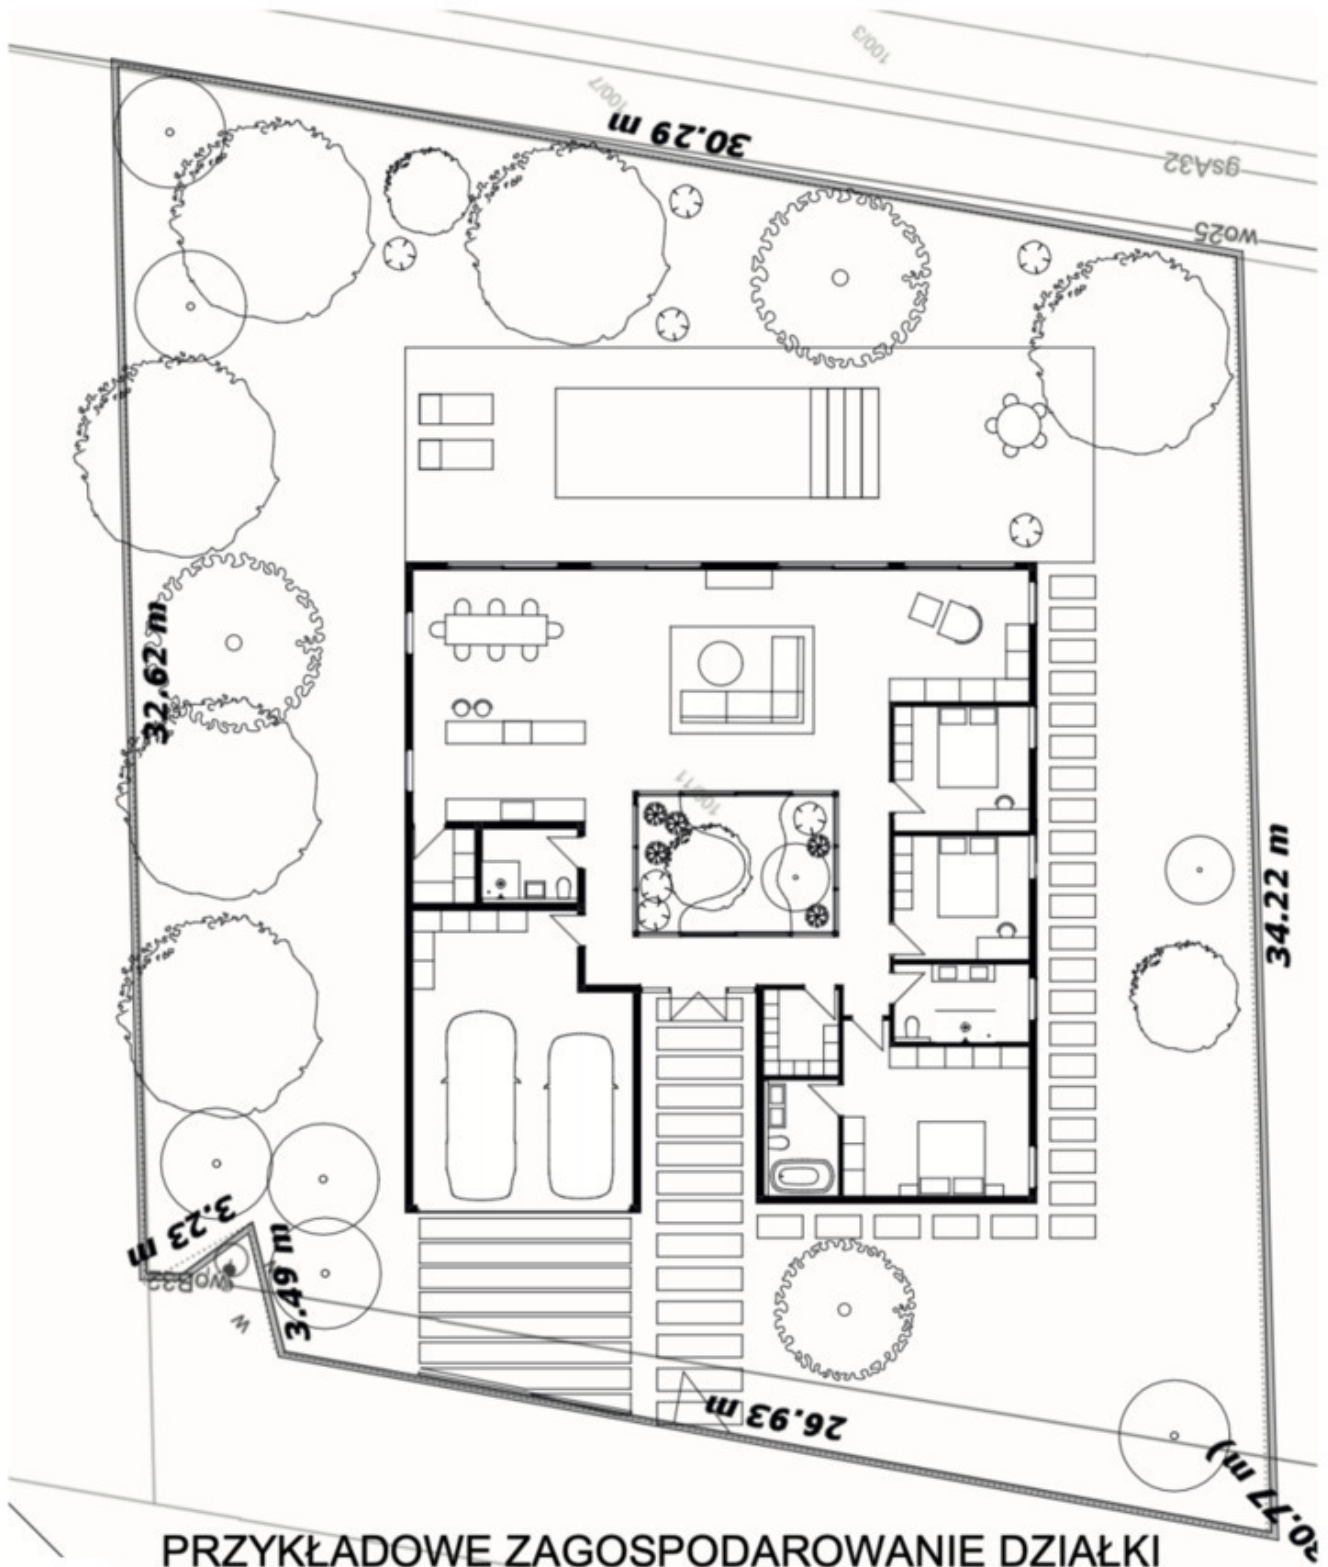 100/3
100/7
30.29 m
gsA32
wo25
32.62 m
34.22 m
3.23 m
3.49 m
w
26.93 m
PRZYKŁADOWE ZAGOSPODAROWANIE DZIAŁKI